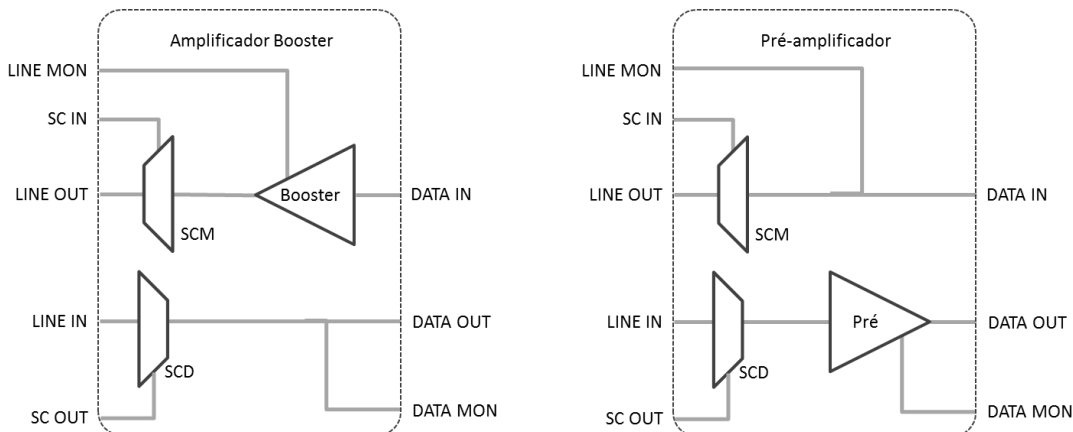 Amplificador Booster
LINE MON
SC IN
LINE OUT
Booster
DATA IN
SCM
LINE IN
DATA OUT
SCD
SC OUT
DATA MON
Pré-amplificador
LINE MON
SC IN
LINE OUT
DATA IN
SCM
LINE IN
Pré
DATA OUT
SCD
SC OUT
DATA MON